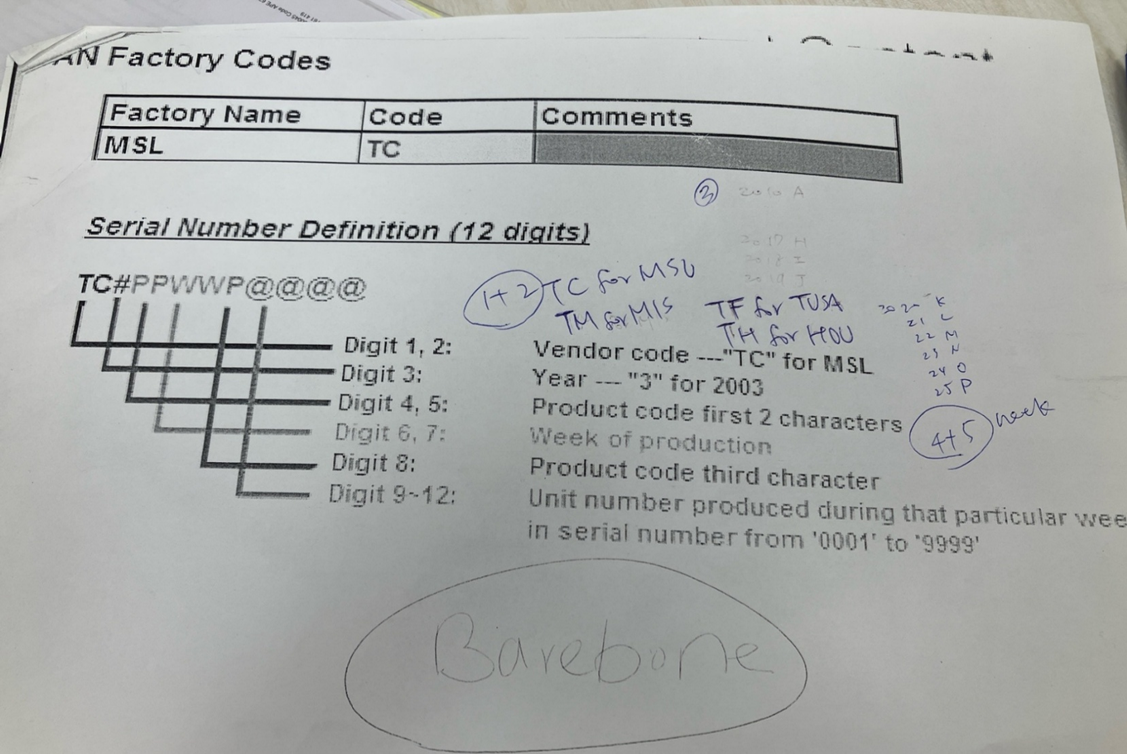 AN Factory Codes
Factory Name Code Comments
MSL TC
3 2010 A
Serial Number Definition (12 digits)
2017 H
2018 I
2019 J
TC#PPWWP@@@@
1+2 TC for MSL
TM for MIS
TF for TUSA
TH for HOU
2020 K
21 L
22 M
23 N
24 O
25 P
Digit 1, 2: Vendor code ---"TC" for MSL
Digit 3: Year --- "3" for 2003
Digit 4, 5: Product code first 2 characters
4+5 week
Digit 6, 7: Week of production
Digit 8: Product code third character
Digit 9~12: Unit number produced during that particular wee
in serial number from '0001' to '9999'
Barebone